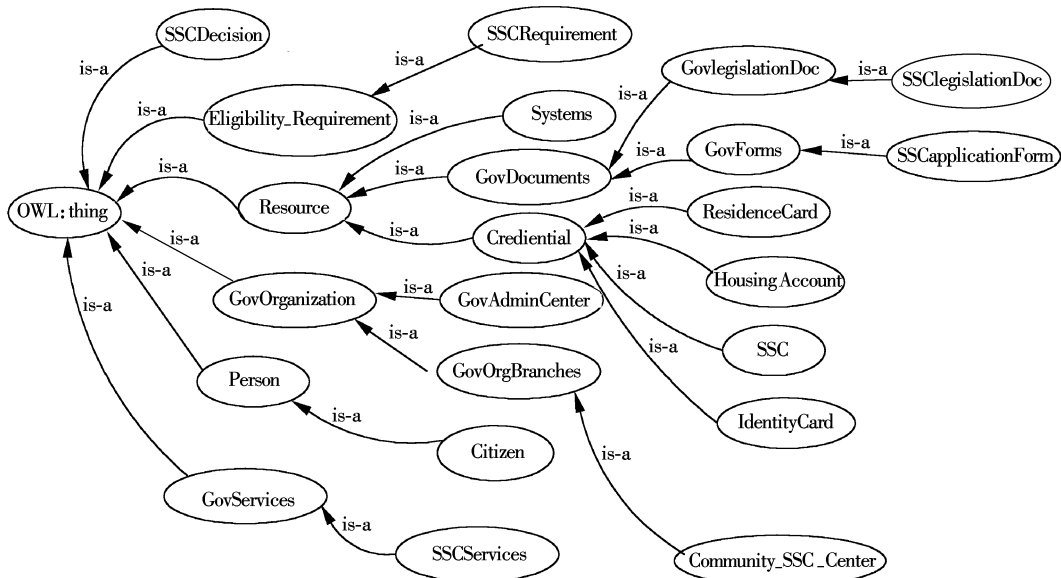 SSCDecision
SSCRequirement
is-a
is-a
GovlegislationDoc
is-a
SSClegislationDoc
is-a
Eligibility_Requirement
is-a
Systems
is-a
GovForms
is-a
SSCapplicationForm
is-a
is-a
is-a
GovDocuments
OWL:thing
Resource
is-a
ResidenceCard
is-a
Crediential
is-a
is-a
HousingAccount
is-a
GovOrganization
is-a
GovAdminCenter
is-a
is-a
is-a
SSC
Person
GovOrgBranches
is-a
IdentityCard
Citizen
is-a
GovServices
is-a
SSCServices
Community_SSC_Center